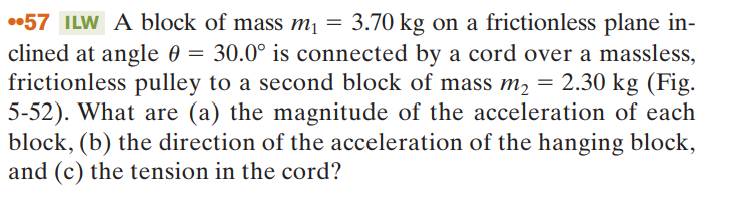 ••57 ILW A block of mass m₁ = 3.70 kg on a frictionless plane in-
clined at angle θ = 30.0° is connected by a cord over a massless,
frictionless pulley to a second block of mass m₂ = 2.30 kg (Fig.
5-52). What are (a) the magnitude of the acceleration of each
block, (b) the direction of the acceleration of the hanging block,
and (c) the tension in the cord?